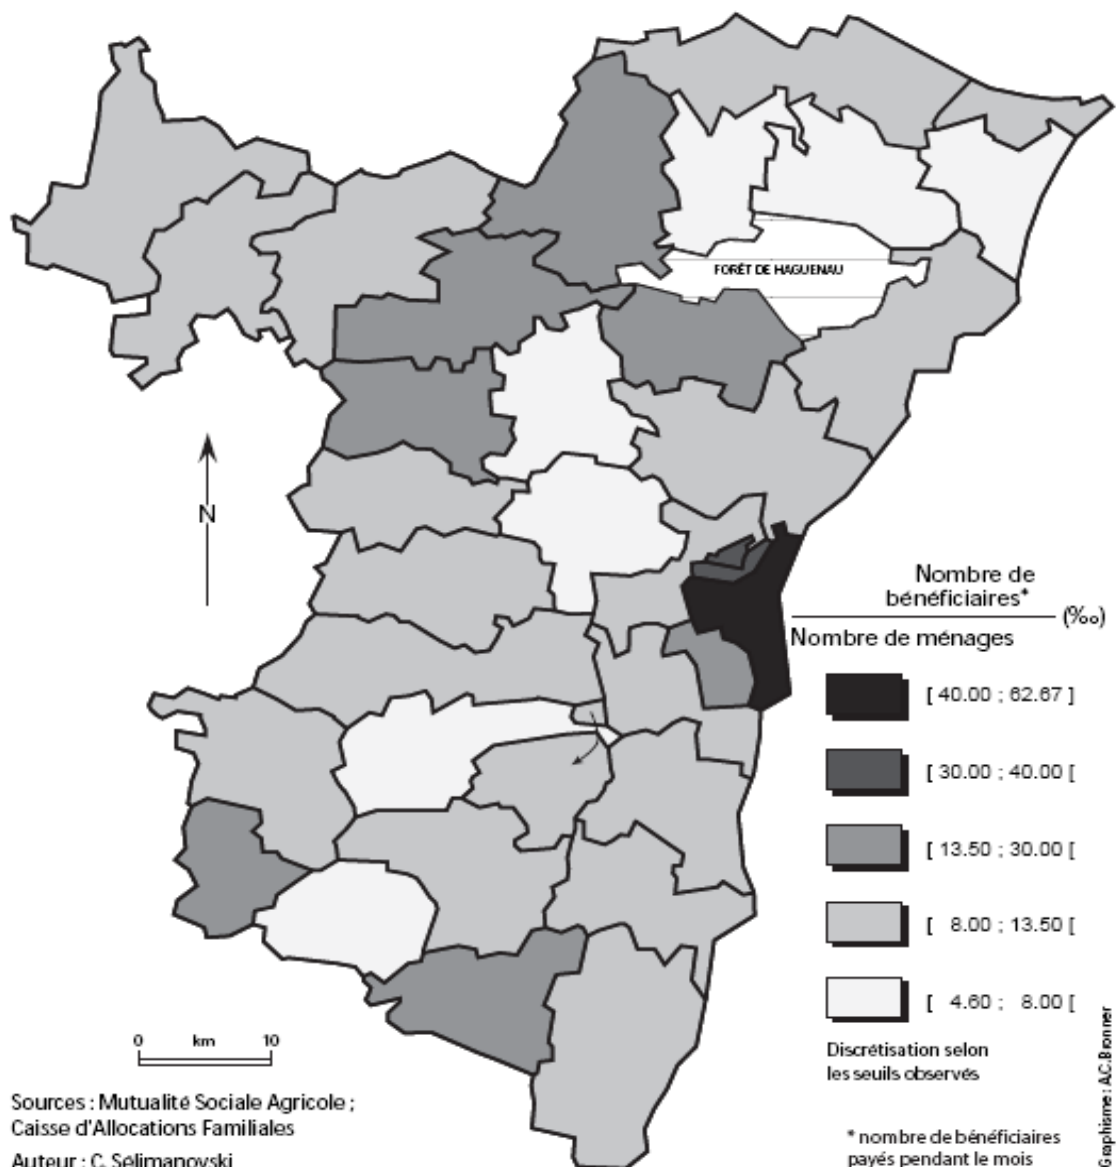 FORÊT DE HAGUENAU
N
Nombre de
bénéficiaires*
(‰)
Nombre de ménages
[ 40.00 ; 62.67 ]
[ 30.00 ; 40.00 [
[ 13.50 ; 30.00 [
[ 8.00 ; 13.50 [
[ 4.60 ; 8.00 [
Discrétisation selon
les seuils observés
0 km 10
Sources : Mutualité Sociale Agricole ;
Caisse d'Allocations Familiales
Auteur : C. Sélimanovski
* nombre de bénéficiaires
payés pendant le mois
Graphisme : A.C.Bronner